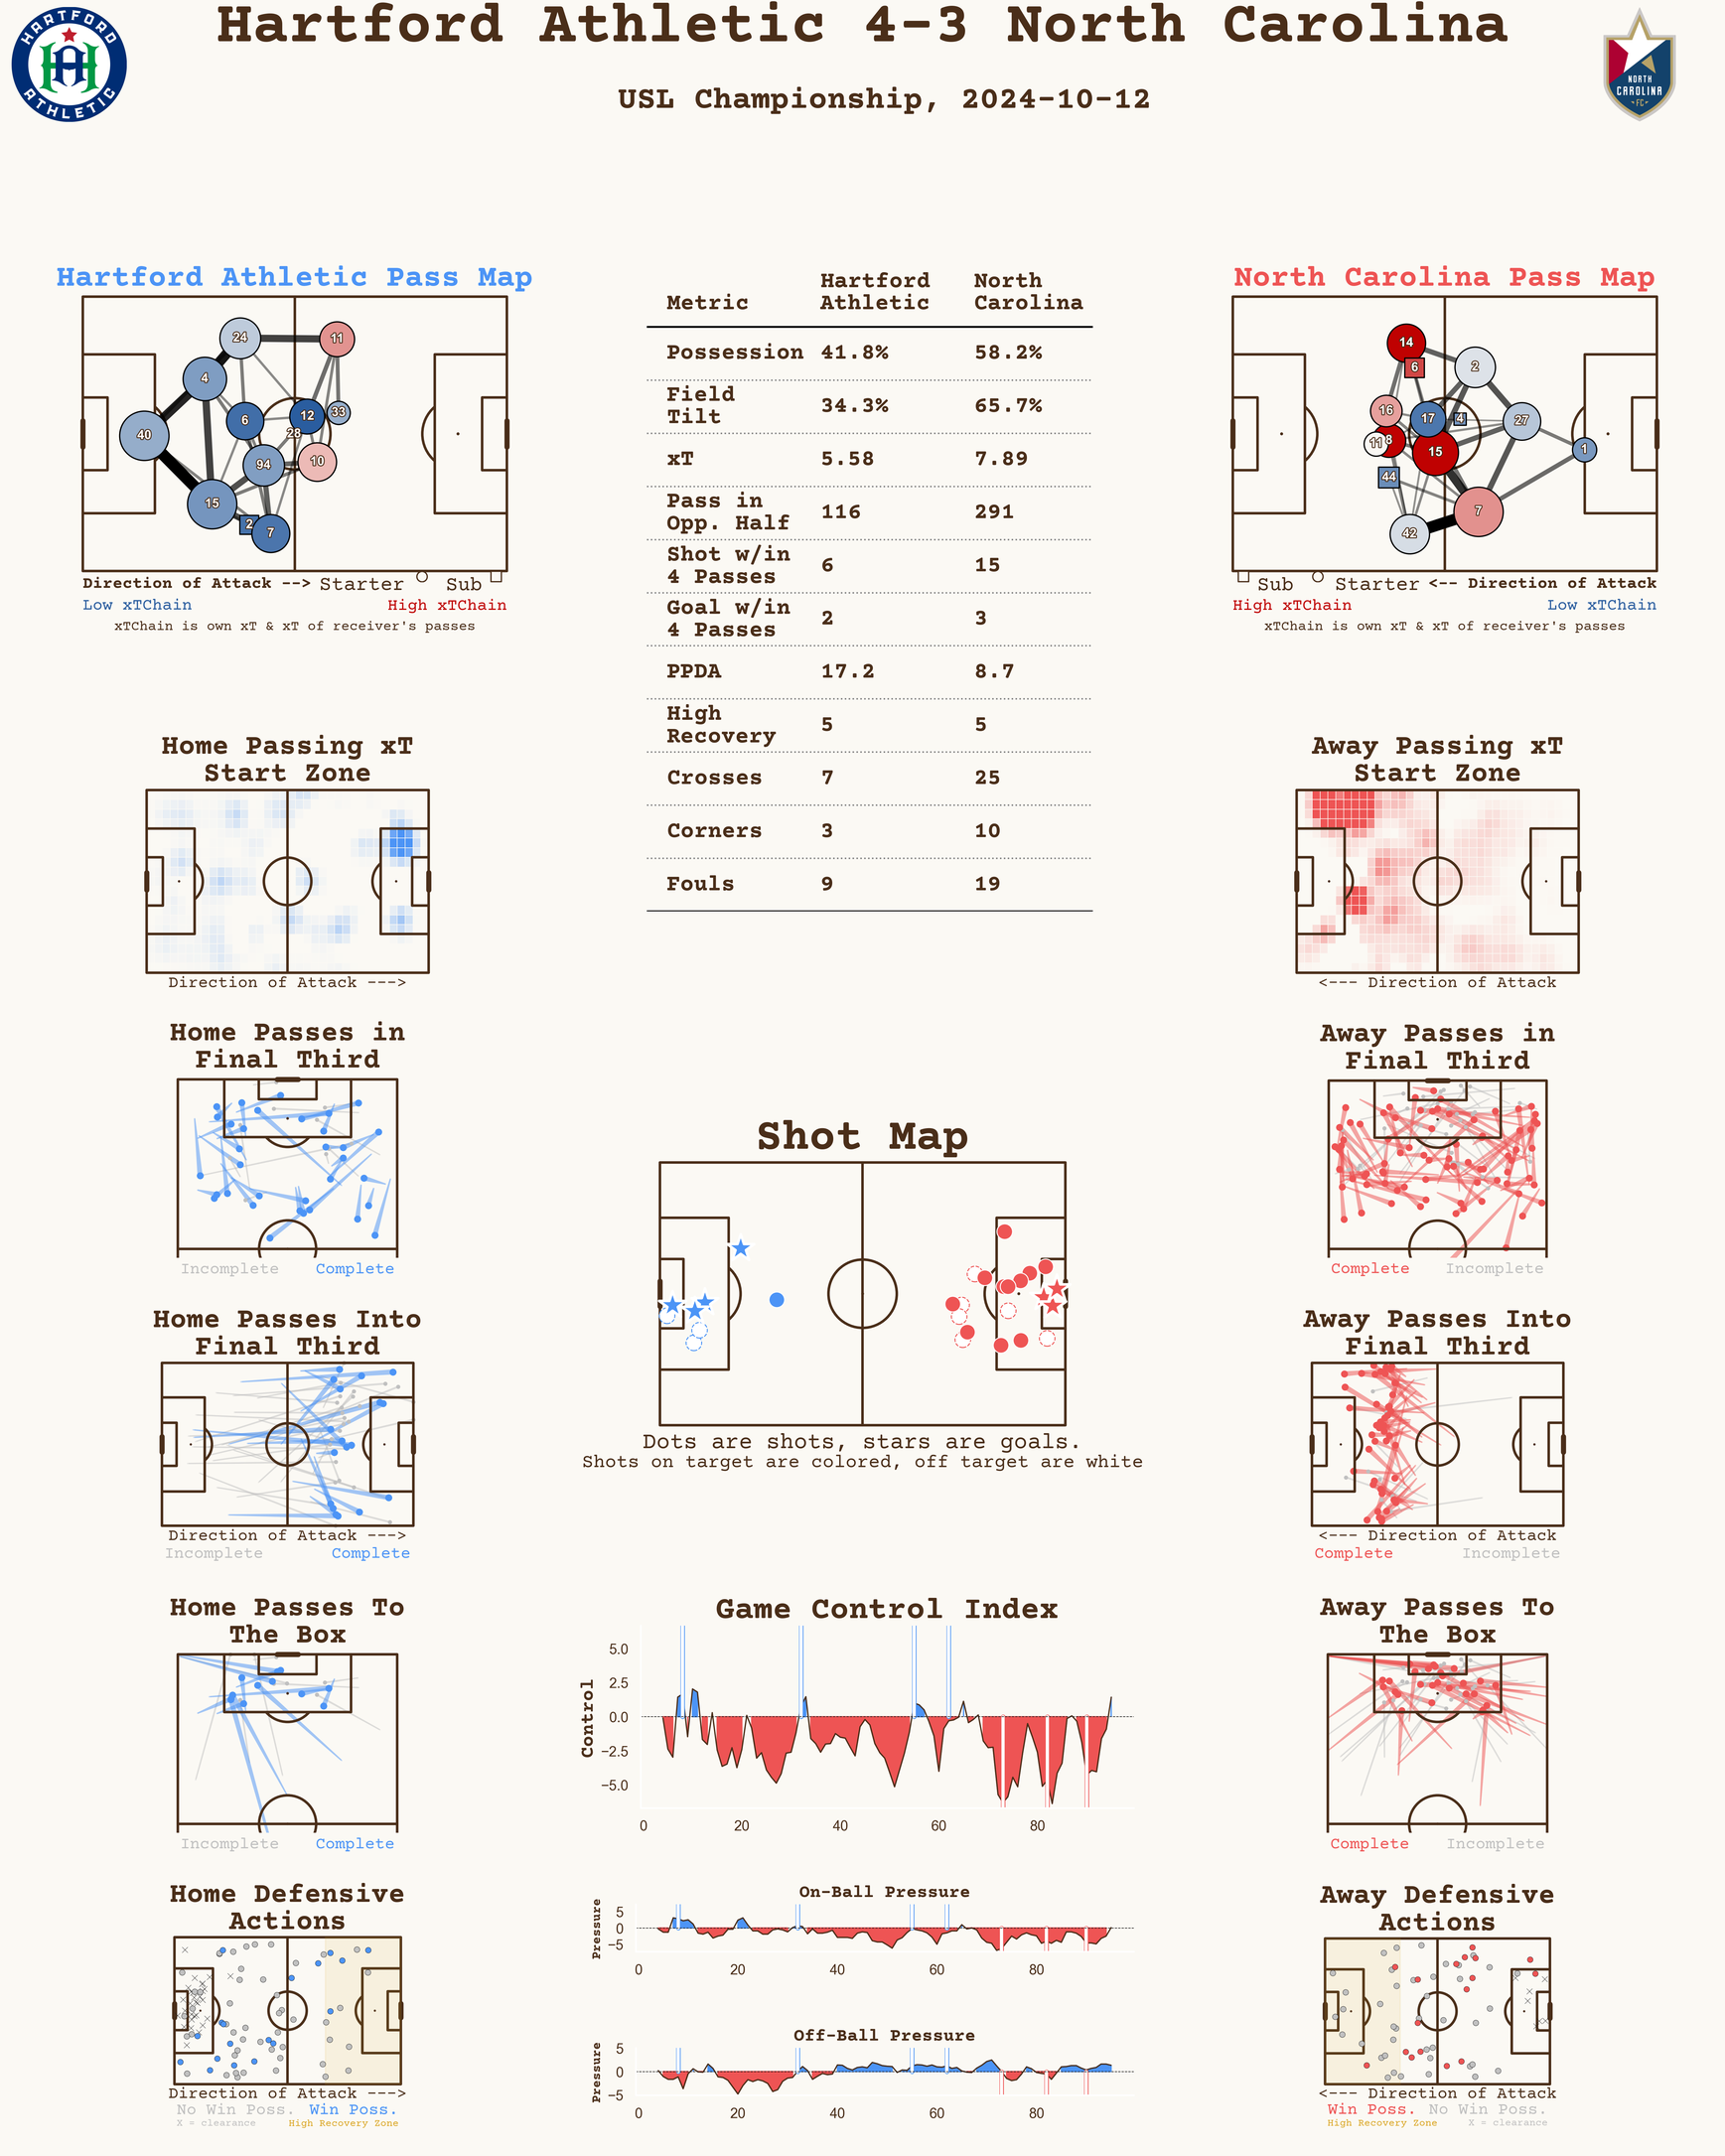 Hartford Athletic 4-3 North Carolina
USL Championship, 2024-10-12
HARTFORD
ATHLETIC
NORTH
CAROLINA
FC
Hartford Athletic Pass Map
24
11
4
6
12
33
28
40
94
10
15
2
7
Direction of Attack --> Starter Sub
Low xTChain High xTChain
xTChain is own xT & xT of receiver's passes
Metric Hartford Athletic North Carolina
Possession 41.8% 58.2%
Field Tilt 34.3% 65.7%
xT 5.58 7.89
Pass in Opp. Half 116 291
Shot w/in 4 Passes 6 15
Goal w/in 4 Passes 2 3
PPDA 17.2 8.7
High Recovery 5 5
Crosses 7 25
Corners 3 10
Fouls 9 19
North Carolina Pass Map
14
6
2
16
17
4
27
11
8
15
1
44
7
42
Sub Starter <-- Direction of Attack
High xTChain Low xTChain
xTChain is own xT & xT of receiver's passes
Home Passing xT
Start Zone
Direction of Attack --->
Away Passing xT
Start Zone
<--- Direction of Attack
Home Passes in
Final Third
Incomplete Complete
Away Passes in
Final Third
Complete Incomplete
Shot Map
Dots are shots, stars are goals.
Shots on target are colored, off target are white
Home Passes Into
Final Third
Direction of Attack --->
Incomplete Complete
Away Passes Into
Final Third
<--- Direction of Attack
Complete Incomplete
Home Passes To
The Box
Incomplete Complete
Game Control Index
Control
5.0
2.5
0.0
−2.5
−5.0
0 20 40 60 80
Away Passes To
The Box
Complete Incomplete
Home Defensive
Actions
Direction of Attack --->
No Win Poss. Win Poss.
X = clearance High Recovery Zone
On-Ball Pressure
Pressure
5
0
−5
0 20 40 60 80
Off-Ball Pressure
Pressure
5
0
−5
0 20 40 60 80
Away Defensive
Actions
<--- Direction of Attack
Win Poss. No Win Poss.
High Recovery Zone X = clearance